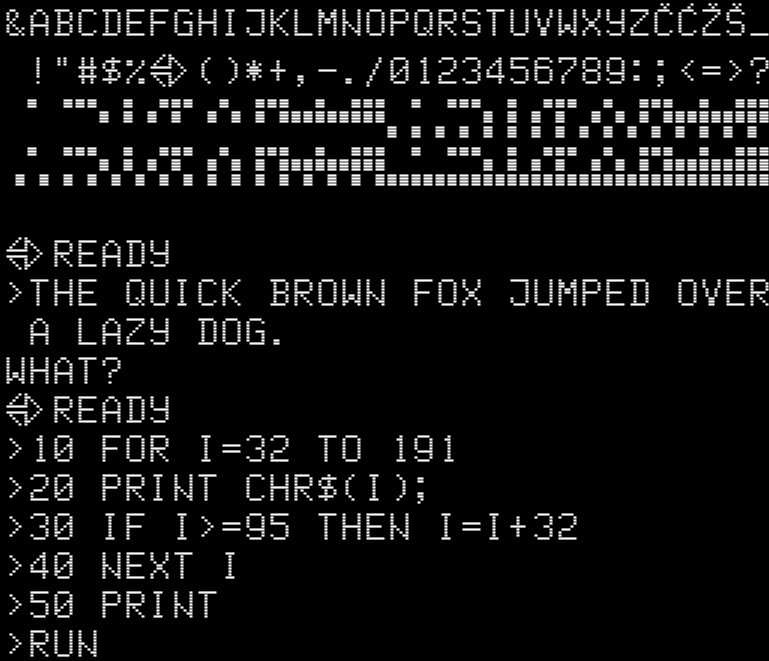 &ABCDEFGHIJKLMNOPQRSTUVWXYZČĆŽŠ_
!"#$%()*+,-./0123456789:;<=>?
READY
>THE QUICK BROWN FOX JUMPED OVER
A LAZY DOG.
WHAT?
READY
>10 FOR I=32 TO 191
>20 PRINT CHR$(I);
>30 IF I>=95 THEN I=I+32
>40 NEXT I
>50 PRINT
>RUN